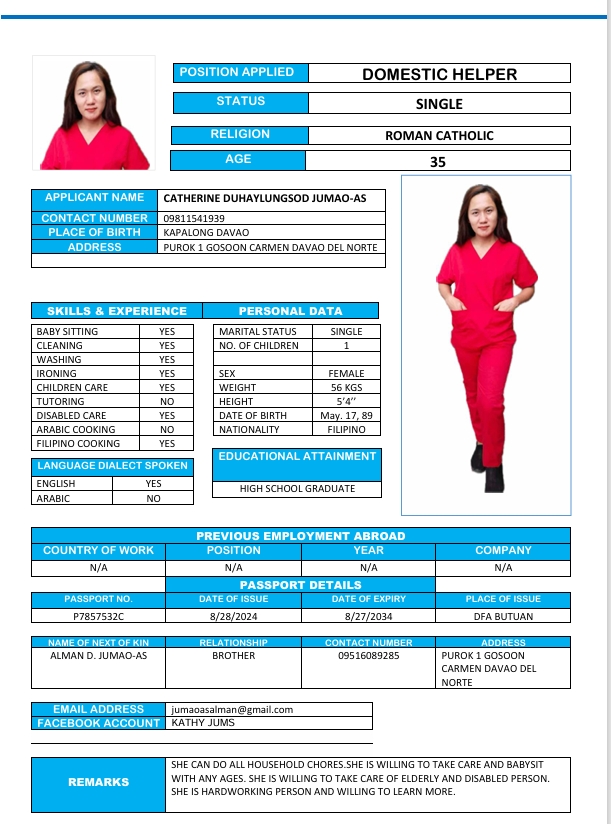 POSITION APPLIED DOMESTIC HELPER
STATUS SINGLE
RELIGION ROMAN CATHOLIC
AGE 35
APPLICANT NAME CATHERINE DUHAYLUNGSOD JUMAO-AS
CONTACT NUMBER 09811541939
PLACE OF BIRTH KAPALONG DAVAO
ADDRESS PUROK 1 GOSOON CARMEN DAVAO DEL NORTE
SKILLS & EXPERIENCE
BABY SITTING YES
CLEANING YES
WASHING YES
IRONING YES
CHILDREN CARE YES
TUTORING NO
DISABLED CARE YES
ARABIC COOKING NO
FILIPINO COOKING YES
LANGUAGE DIALECT SPOKEN
ENGLISH YES
ARABIC NO
PERSONAL DATA
MARITAL STATUS SINGLE
NO. OF CHILDREN 1
SEX FEMALE
WEIGHT 56 KGS
HEIGHT 5’4’’
DATE OF BIRTH May. 17, 89
NATIONALITY FILIPINO
EDUCATIONAL ATTAINMENT
HIGH SCHOOL GRADUATE
PREVIOUS EMPLOYMENT ABROAD
COUNTRY OF WORK POSITION YEAR COMPANY
N/A N/A N/A N/A
PASSPORT DETAILS
PASSPORT NO. DATE OF ISSUE DATE OF EXPIRY PLACE OF ISSUE
P7857532C 8/28/2024 8/27/2034 DFA BUTUAN
NAME OF NEXT OF KIN RELATIONSHIP CONTACT NUMBER ADDRESS
ALMAN D. JUMAO-AS BROTHER 09516089285 PUROK 1 GOSOON
CARMEN DAVAO DEL
NORTE
EMAIL ADDRESS jumaoasalman@gmail.com
FACEBOOK ACCOUNT KATHY JUMS
REMARKS
SHE CAN DO ALL HOUSEHOLD CHORES.SHE IS WILLING TO TAKE CARE AND BABYSIT
WITH ANY AGES. SHE IS WILLING TO TAKE CARE OF ELDERLY AND DISABLED PERSON.
SHE IS HARDWORKING PERSON AND WILLING TO LEARN MORE.